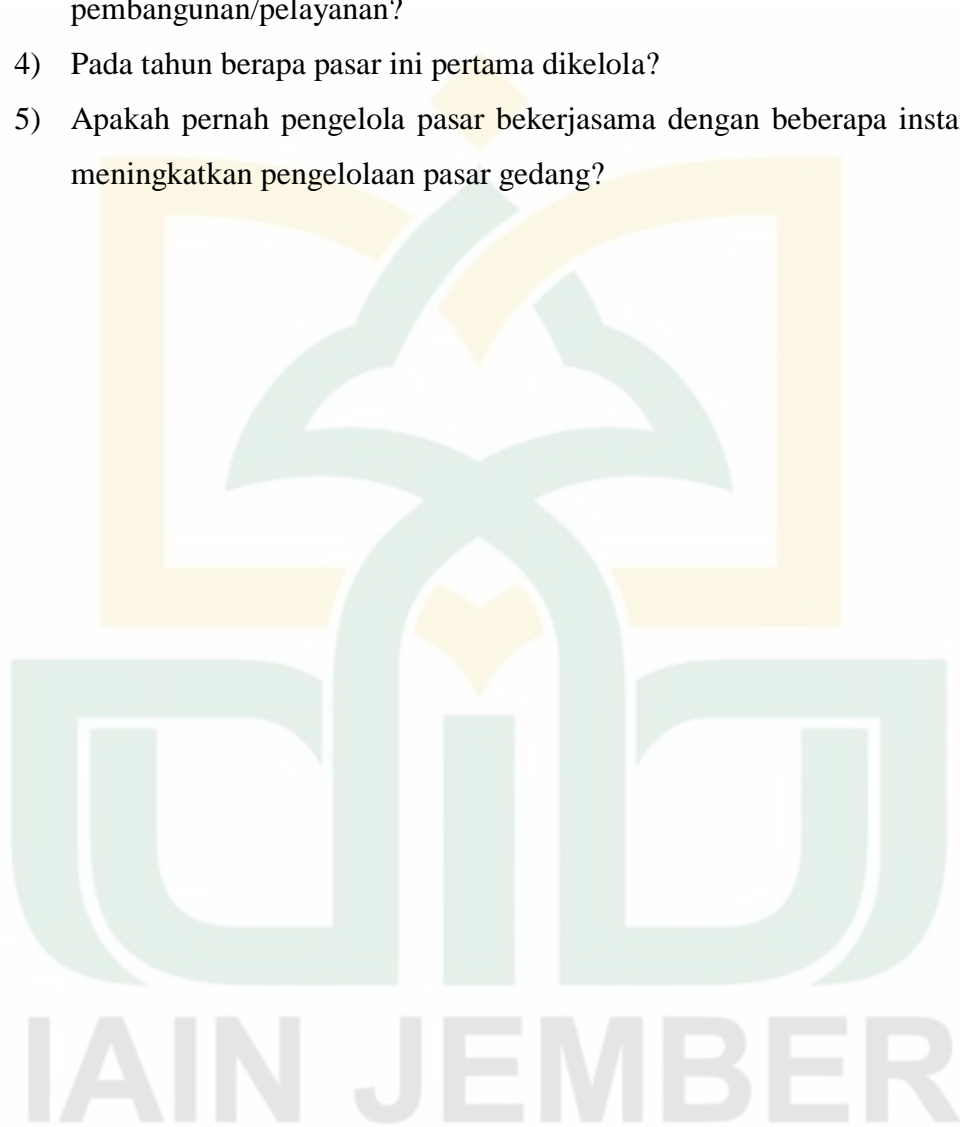 pembangunan/pelayanan?
4) Pada tahun berapa pasar ini pertama dikelola?
5) Apakah pernah pengelola pasar bekerjasama dengan beberapa
meningkatkan pengelolaan pasar gedang?
IAIN JEMBER